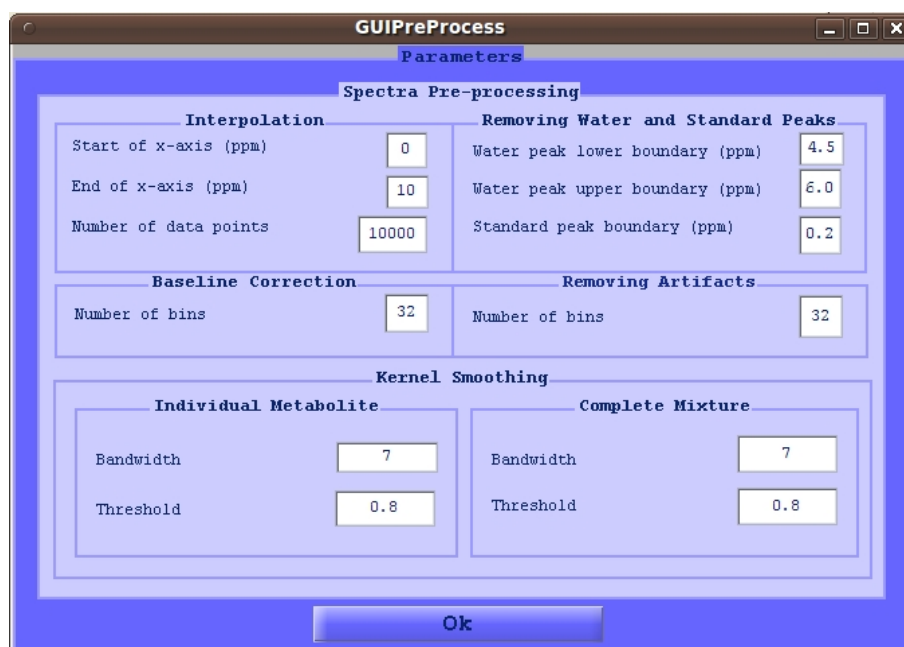 GUIPreProcess
Parameters
Spectra Pre-processing
Interpolation
Start of x-axis (ppm) 0
End of x-axis (ppm) 10
Number of data points 10000
Removing Water and Standard Peaks
Water peak lower boundary (ppm) 4.5
Water peak upper boundary (ppm) 6.0
Standard peak boundary (ppm) 0.2
Baseline Correction
Number of bins 32
Removing Artifacts
Number of bins 32
Kernel Smoothing
Individual Metabolite
Bandwidth 7
Threshold 0.8
Complete Mixture
Bandwidth 7
Threshold 0.8
Ok